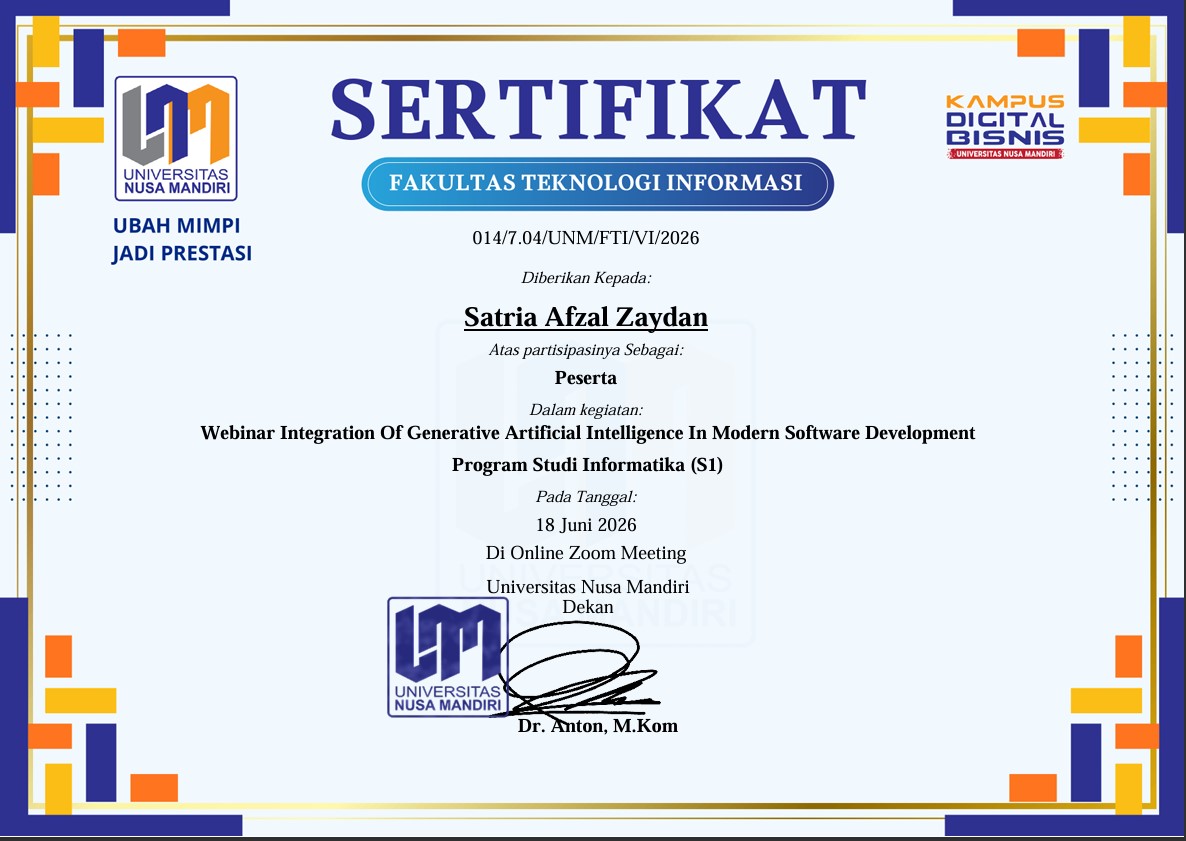 SERTIFIKAT
FAKULTAS TEKNOLOGI INFORMASI
UNIVERSITAS
NUSA MANDIRI
UBAH MIMPI
JADI PRESTASI
KAMPUS
DIGITAL
BISNIS
UNIVERSITAS NUSA MANDIRI
014/7.04/UNM/FTI/VI/2026
Diberikan Kepada:
Satria Afzal Zaydan
Atas partisipasinya Sebagai:
Peserta
Dalam kegiatan:
Webinar Integration Of Generative Artificial Intelligence In Modern Software Development
Program Studi Informatika (S1)
Pada Tanggal:
18 Juni 2026
Di Online Zoom Meeting
Universitas Nusa Mandiri
Dekan
UNIVERSITAS
NUSA MANDIRI
UNIVERSITAS
NUSA MANDIRI
Dr. Anton, M.Kom